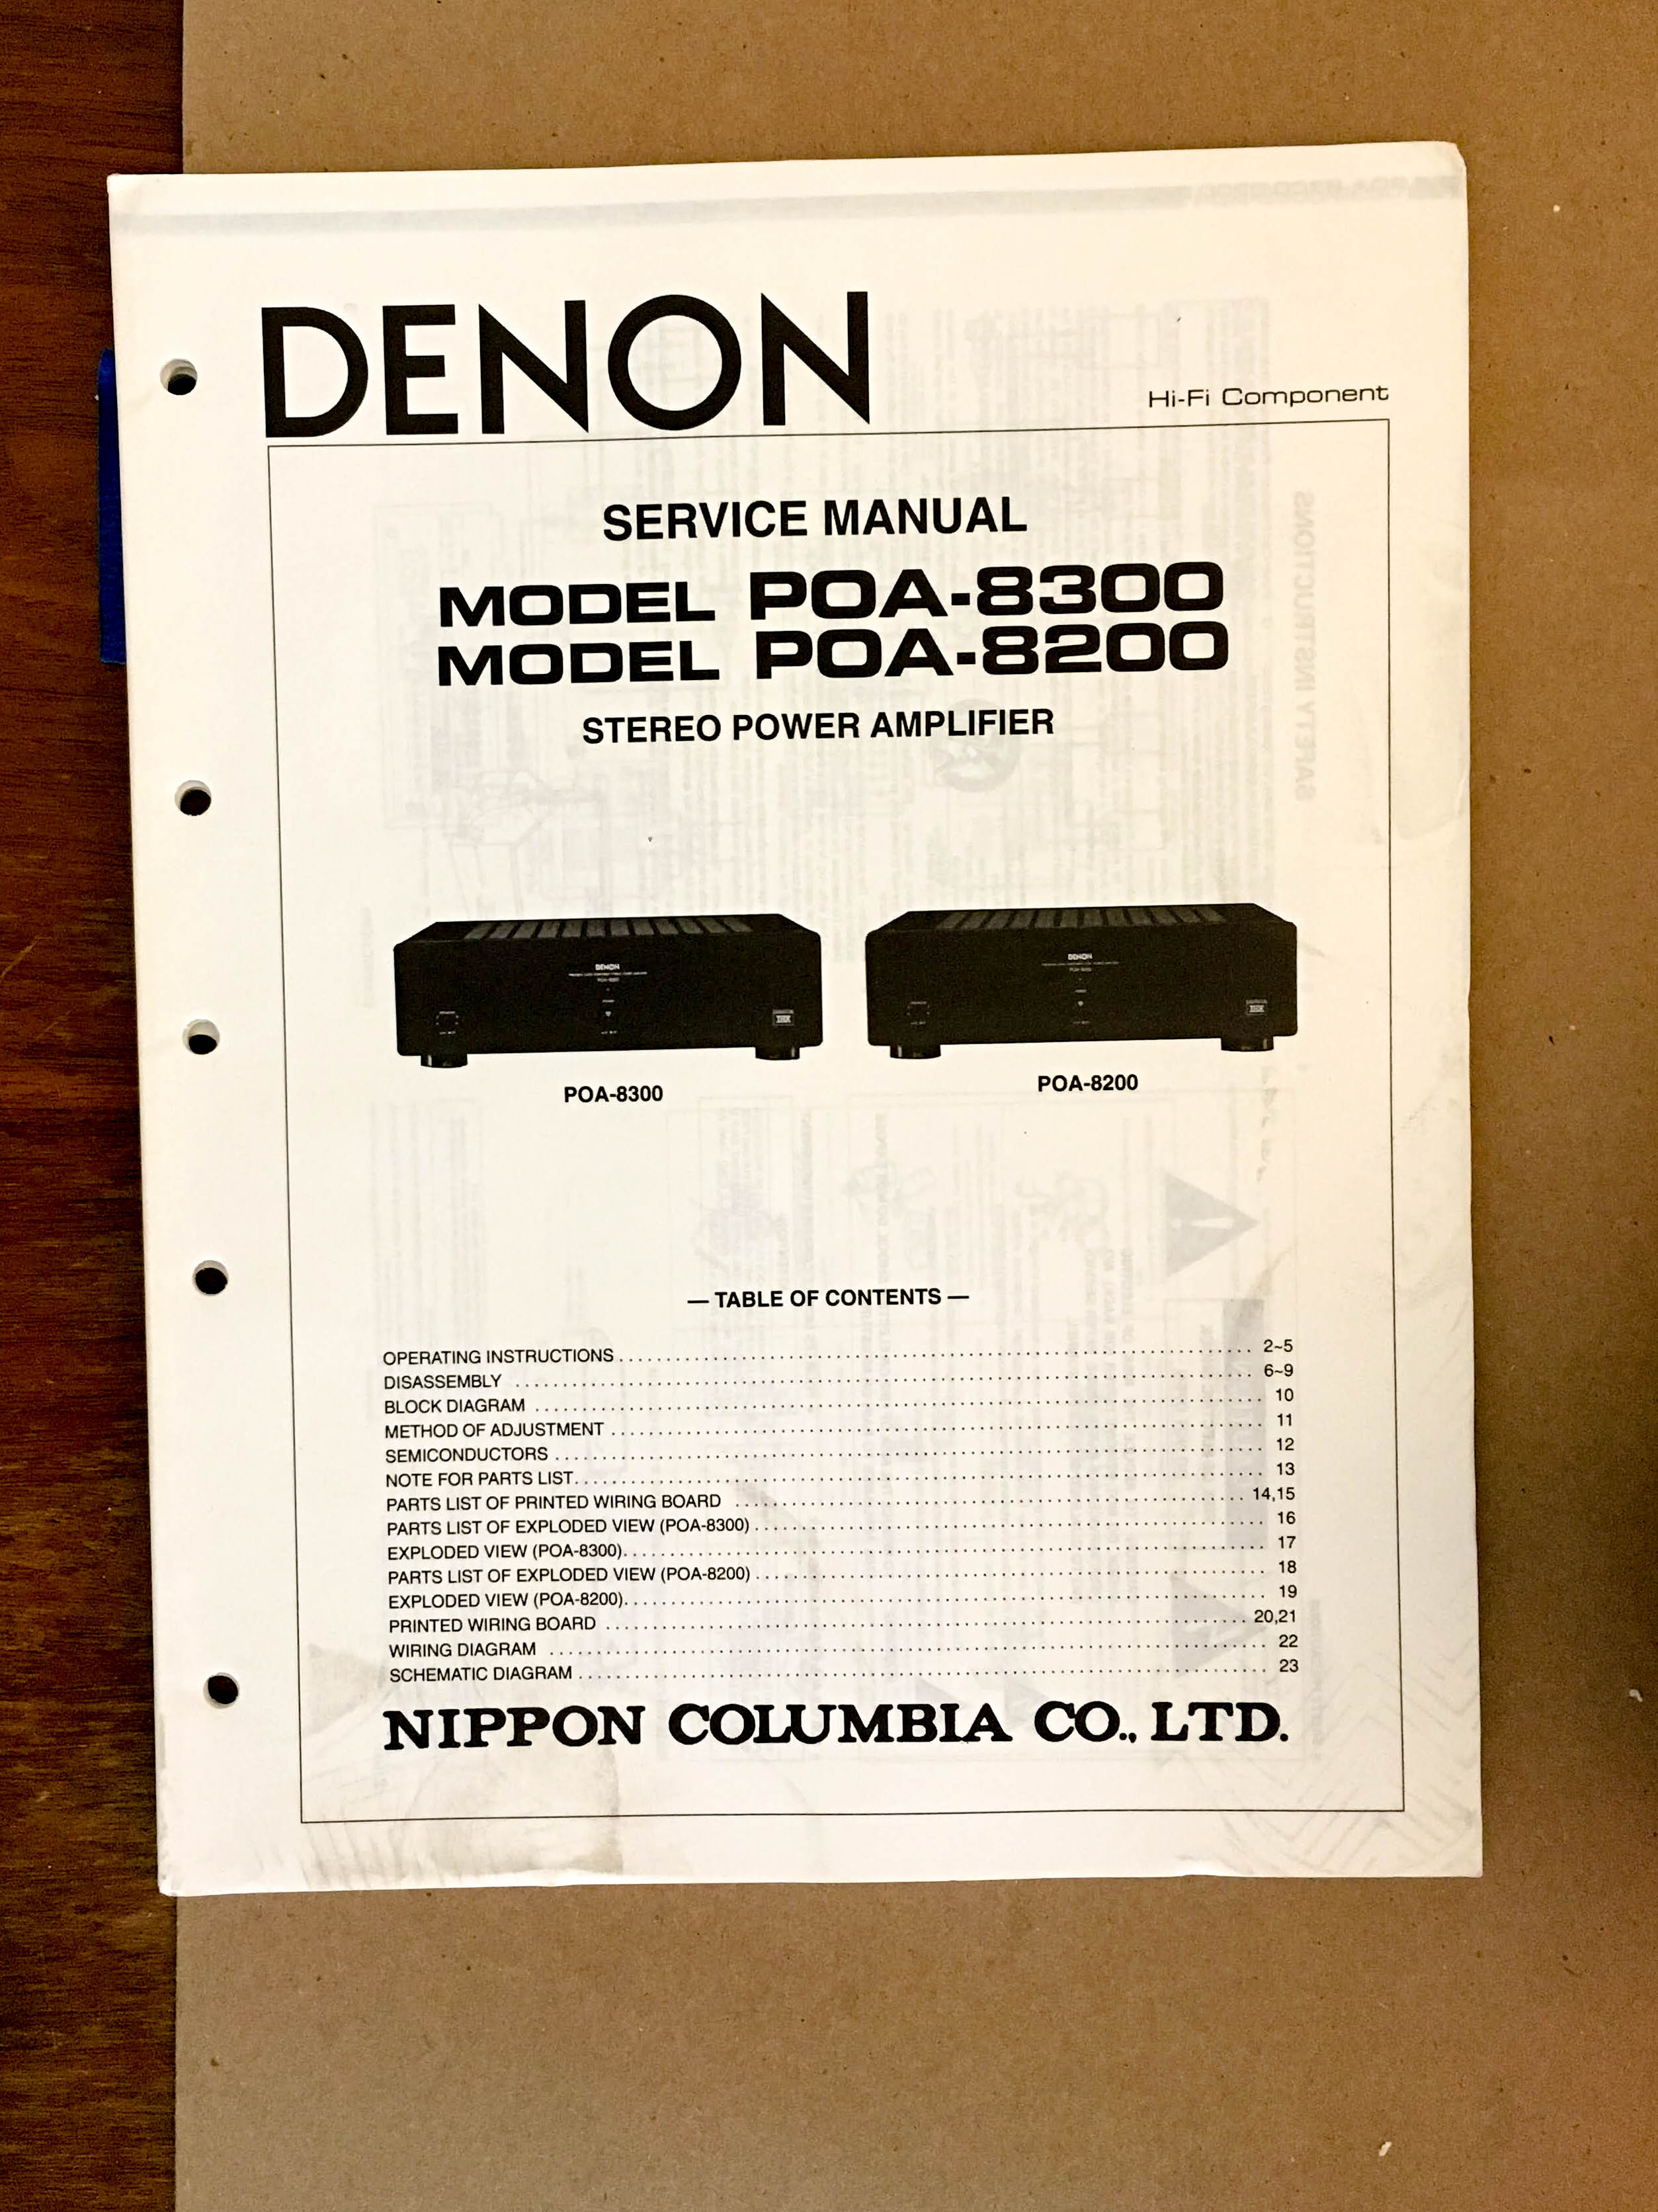 DENON
Hi-Fi Component
SERVICE MANUAL
MODEL POA-8300
MODEL POA-8200
STEREO POWER AMPLIFIER
DENON
DENON
POA-8300
POA-8200
— TABLE OF CONTENTS —
OPERATING INSTRUCTIONS 2~5
DISASSEMBLY 6~9
BLOCK DIAGRAM 10
METHOD OF ADJUSTMENT 11
SEMICONDUCTORS 12
NOTE FOR PARTS LIST 13
PARTS LIST OF PRINTED WIRING BOARD 14,15
PARTS LIST OF EXPLODED VIEW (POA-8300) 16
EXPLODED VIEW (POA-8300) 17
PARTS LIST OF EXPLODED VIEW (POA-8200) 18
EXPLODED VIEW (POA-8200) 19
PRINTED WIRING BOARD 20,21
WIRING DIAGRAM 22
SCHEMATIC DIAGRAM 23
NIPPON COLUMBIA CO., LTD.